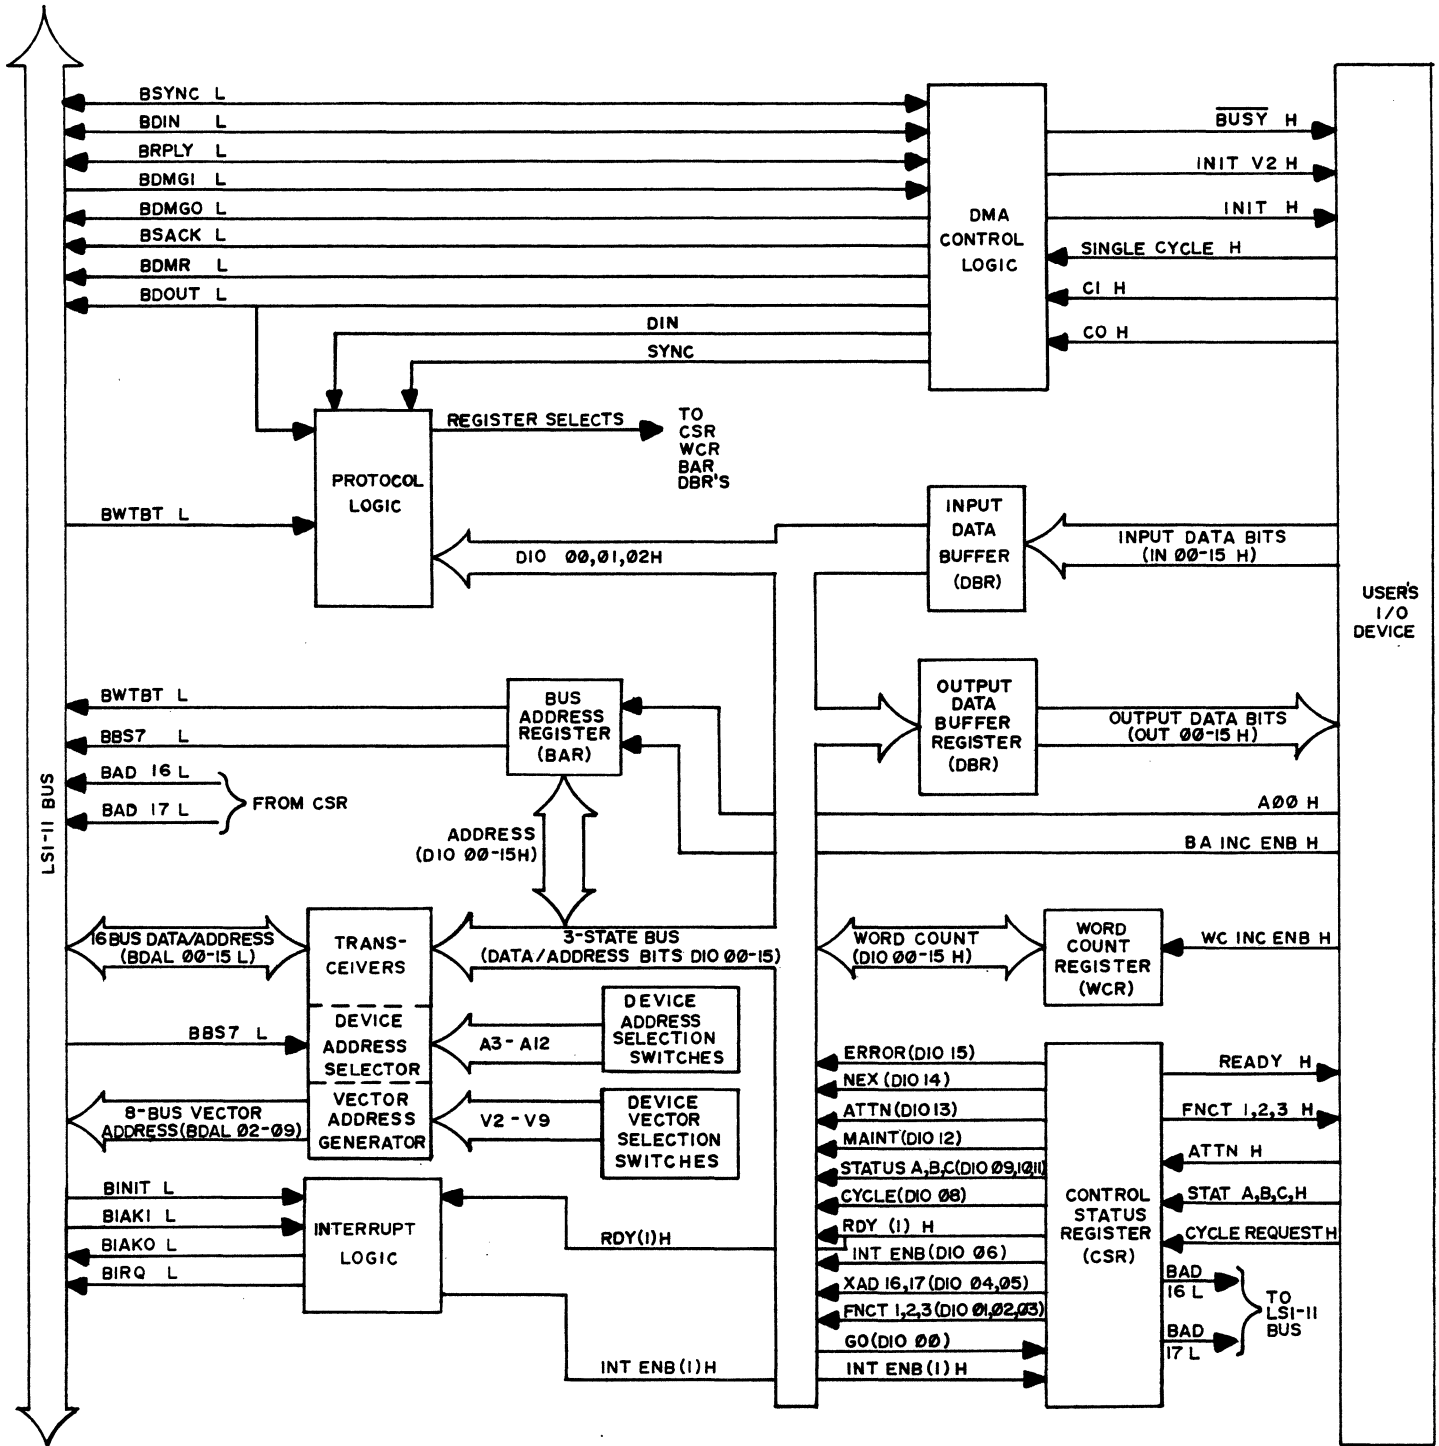 BSYNC L
BDIN L
BRPLY L
BDMGI L
BDMGO L
BSACK L
BDMR L
BDOUT L
DIN
SYNC
DMA
CONTROL
LOGIC
BUSY H
INIT V2 H
INIT H
SINGLE CYCLE H
C1 H
CO H
PROTOCOL
LOGIC
REGISTER SELECTS
TO
CSR
WCR
BAR
DBR'S
BWTBT L
DIO 00,01,02H
INPUT
DATA
BUFFER
(DBR)
INPUT DATA BITS
(IN 00-15 H)
USER'S
I/O
DEVICE
BWTBT L
BBS7 L
BAD 16 L
BAD 17 L
FROM CSR
BUS
ADDRESS
REGISTER
(BAR)
OUTPUT
DATA
BUFFER
REGISTER
(DBR)
OUTPUT DATA BITS
(OUT 00-15 H)
A00 H
BA INC ENB H
LSI-11 BUS
ADDRESS
(DIO 00-15H)
16 BUS DATA/ADDRESS
(BDAL 00-15 L)
TRANS-
CEIVERS
3-STATE BUS
(DATA/ADDRESS BITS DIO 00-15)
WORD COUNT
(DIO 00-15 H)
WORD
COUNT
REGISTER
(WCR)
WC INC ENB H
BBS7 L
DEVICE
ADDRESS
SELECTOR
A3-A12
DEVICE
ADDRESS
SELECTION
SWITCHES
8-BUS VECTOR
ADDRESS(BDAL 02-09)
VECTOR
ADDRESS
GENERATOR
V2-V9
DEVICE
VECTOR
SELECTION
SWITCHES
BINIT L
BIAKI L
BIAKO L
BIRQ L
INTERRUPT
LOGIC
RDY(1)H
INT ENB(1)H
ERROR(DIO 15)
NEX(DIO 14)
ATTN(DIO 13)
MAINT(DIO 12)
STATUS A,B,C(DIO 09,10,11)
CYCLE(DIO 08)
RDY (1) H
INT ENB(DIO 06)
XAD 16,17(DIO 04,05)
FNCT 1,2,3(DIO 01,02,03)
GO(DIO 00)
INT ENB(1)H
CONTROL
STATUS
REGISTER
(CSR)
READY H
FNCT 1,2,3 H
ATTN H
STAT A,B,C,H
CYCLE REQUEST H
BAD
16 L
BAD
17 L
TO
LSI-11
BUS